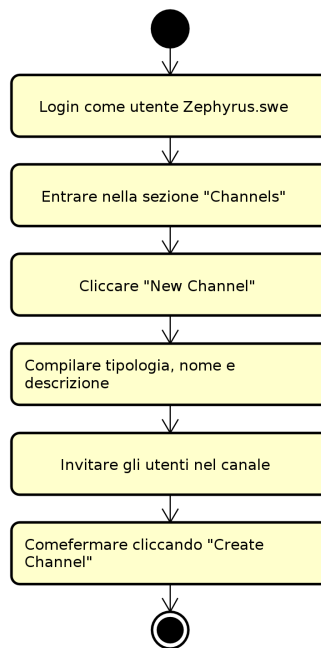 Login come utente Zephyrus.swe
Entrare nella sezione "Channels"
Cliccare "New Channel"
Compilare tipologia, nome e
descrizione
Invitare gli utenti nel canale
Comefermare cliccando "Create
Channel"